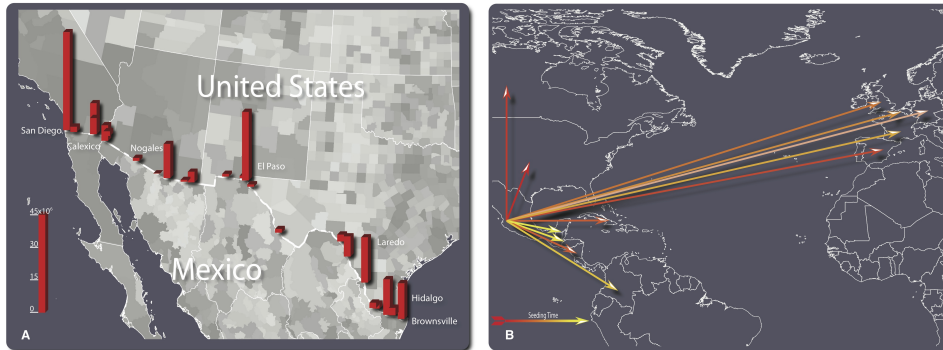 United States
San Diego
Calexico
Nogales
El Paso
45x10⁶
30
15
0
Mexico
Laredo
Hidalgo
Brownsville
A
Seeding Time
B